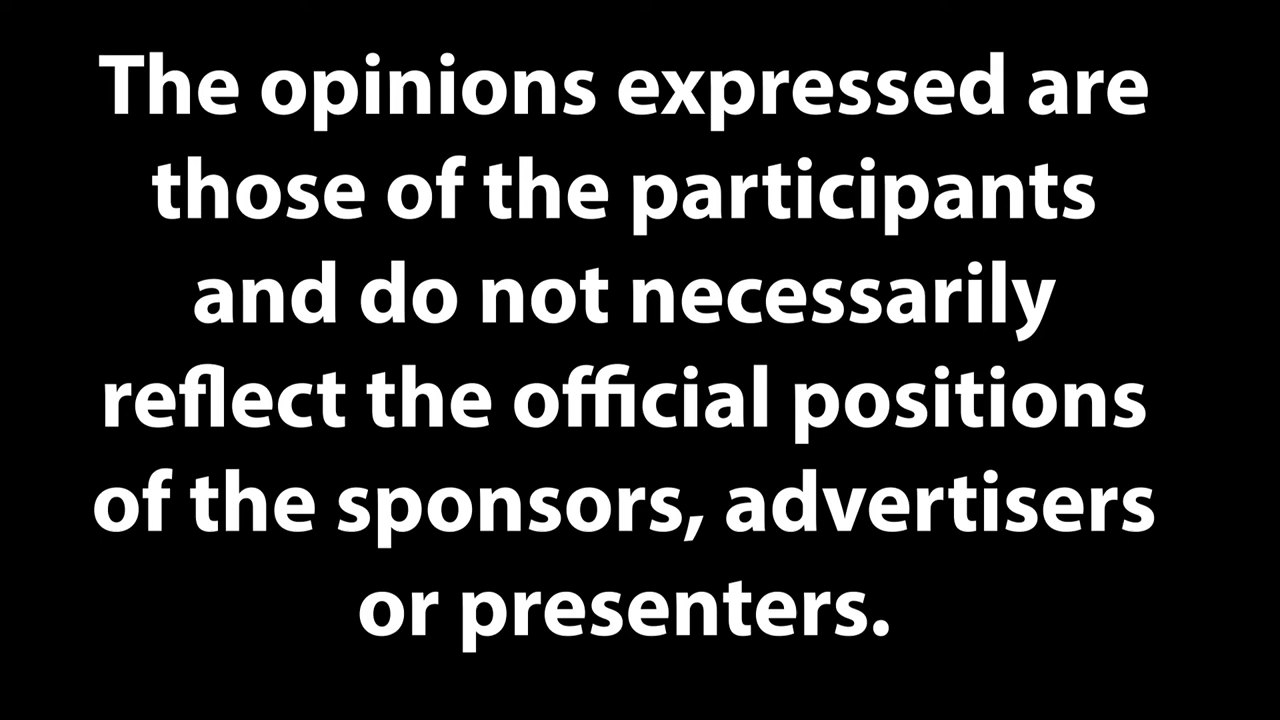 The opinions expressed are
those of the participants
and do not necessarily
reflect the official positions
of the sponsors, advertisers
or presenters.